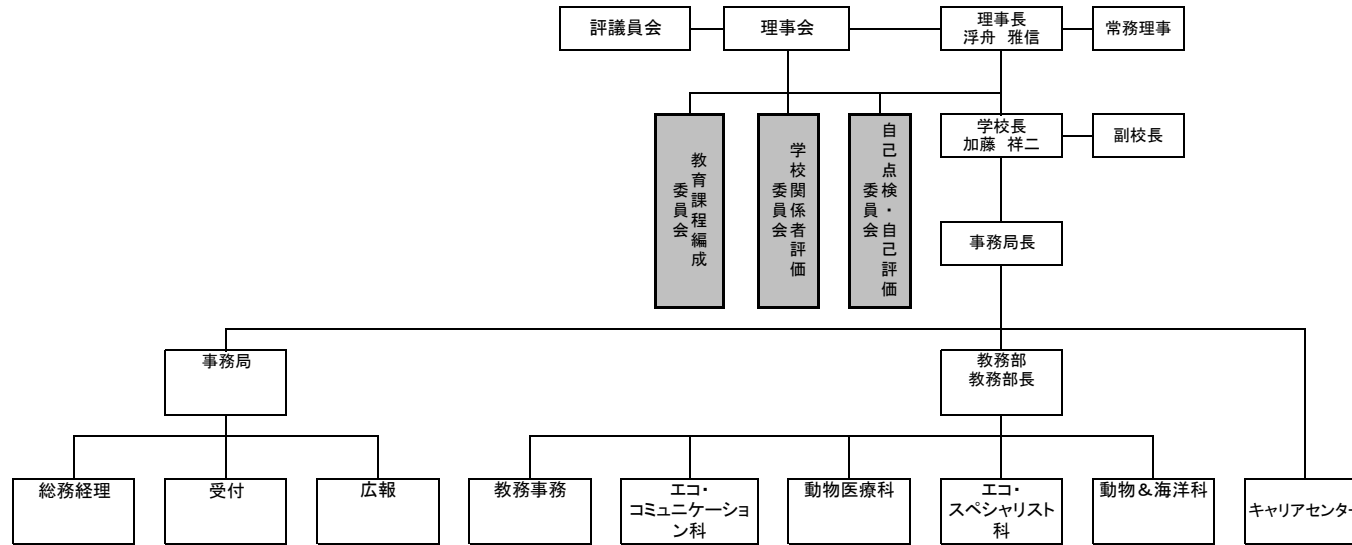 評議員会
理事会
理事長
浮舟 雅信
常務理事
教育課程編成
委員会
学校関係者評価
委員会
自己点検・自己評価
委員会
学校長
加藤 祥二
副校長
事務局長
事務局
教務部
教務部長
総務経理
受付
広報
教務事務
エコ・
コミュニケーショ
ン科
動物医療科
エコ・
スペシャリスト
科
動物＆海洋科
キャリアセンター